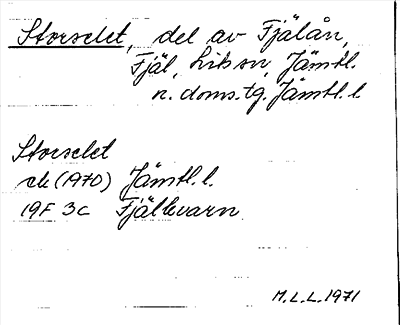 Storselet, del av Fjälån,
Fjäl, Lits sn, Jämtl.
n. doms.tg. Jämtl. l
Storselet
ek (1970) Jämtl. l.
19F 3c Fjälkvarn
M.L.L. 1971